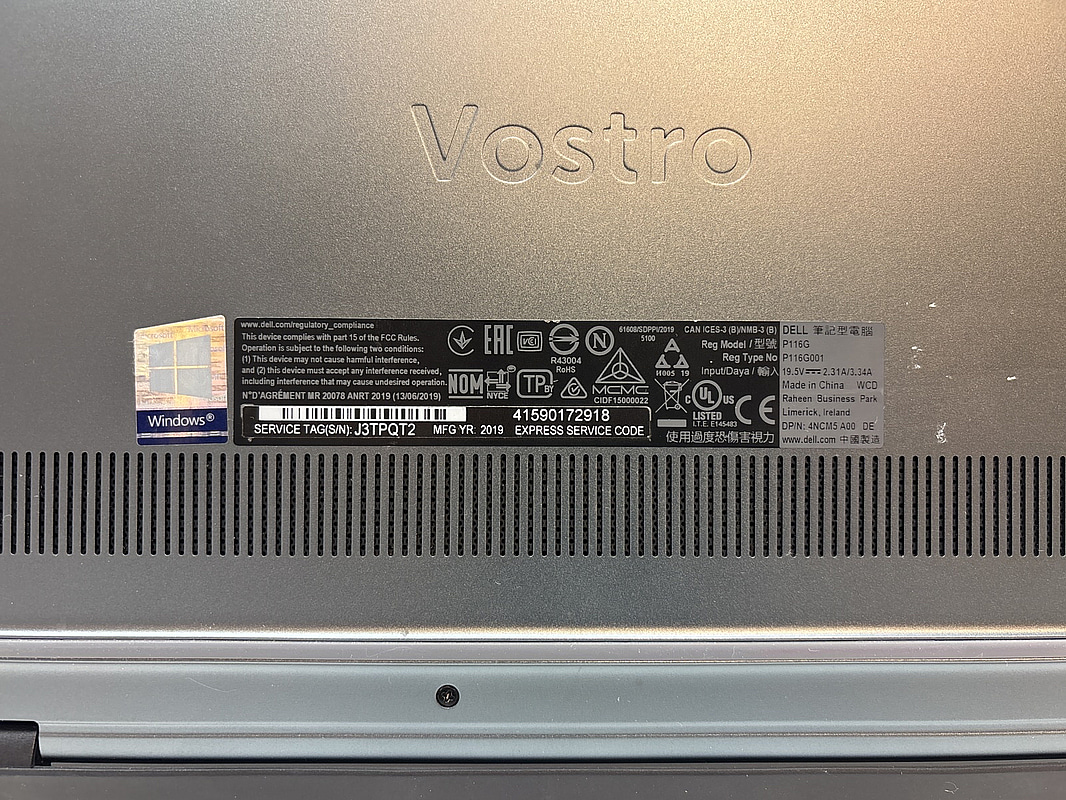 Vostro
Microsoft Microsoft
Windows®
www.dell.com/regulatory_compliance
This device complies with part 15 of the FCC Rules.
Operation is subject to the following two conditions:
(1) This device may not cause harmful interference,
and (2) this device must accept any interference received,
including interference that may cause undesired operation.
N°D'AGRÉMENT MR 20078 ANRT 2019 (13/06/2019)
SERVICE TAG(S/N): J3TPQT2 MFG YR: 2019
41590172918
EXPRESS SERVICE CODE
EAC
VCI
R43004
RoHS
N
61608/SDPPI/2019
5100
NOM
NYCE
TP
BY
MCMC
CIDF15000022
H005 19
CAN ICES-3 (B)/NMB-3 (B)
Reg Model / 型號
Reg Type No
Input/Daya / 輸入
C UL US
LISTED
I.T.E. E145483
CE
使用過度恐傷害視力
DELL 筆記型電腦
P116G
P116G001
19.5V⎓ 2.31A/3.34A
Made in China WCD
Raheen Business Park
Limerick, Ireland
DP/N: 4NCM5 A00 DE
www.dell.com 中國製造